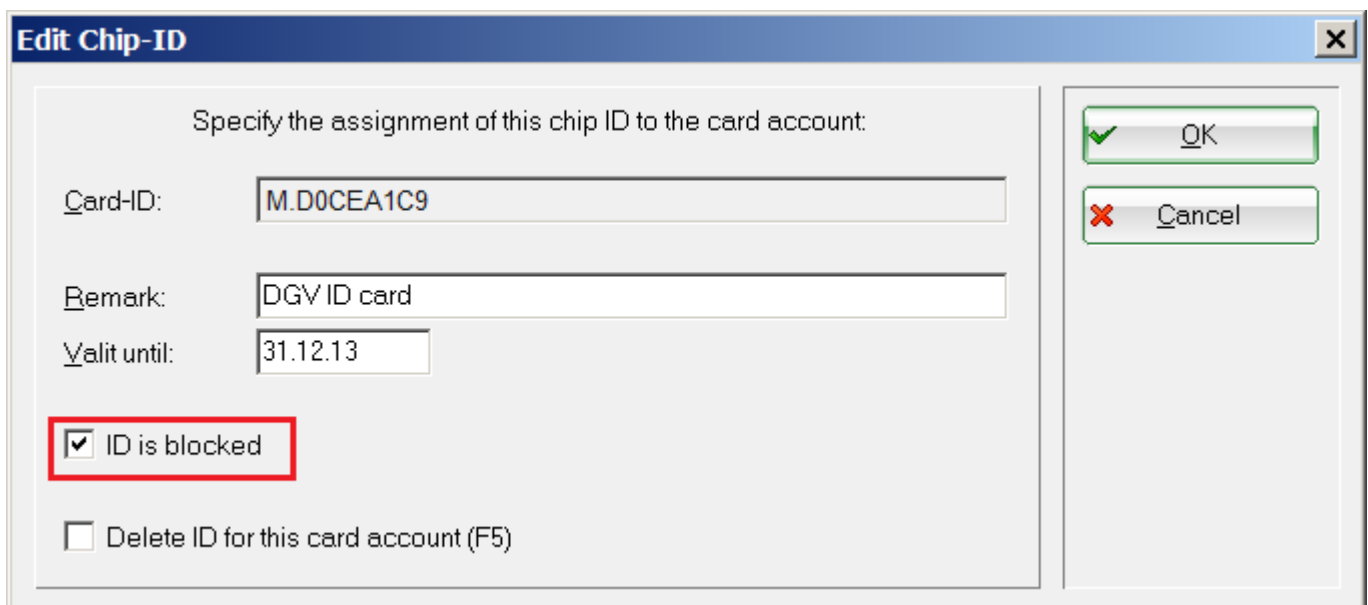 Edit Chip-ID
Specify the assignment of this chip ID to the card account:
Card-ID: M.D0CEA1C9
Remark: DGV ID card
Valit until: 31.12.13
ID is blocked
Delete ID for this card account (F5)
OK
Cancel